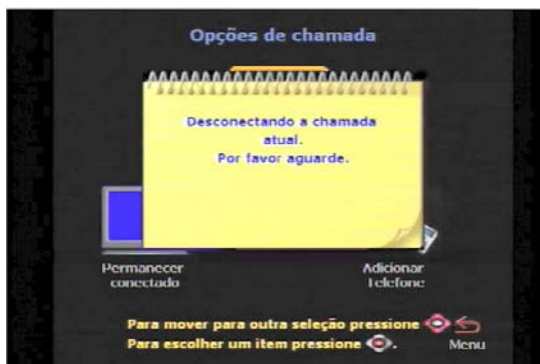 Opções de chamada
Desconectando a chamada
atual.
Por favor aguarde.
Permanecer
conectado
Adicionar
Telefone
Para mover para outra seleção pressione
Para escolher um item pressione .
Menu